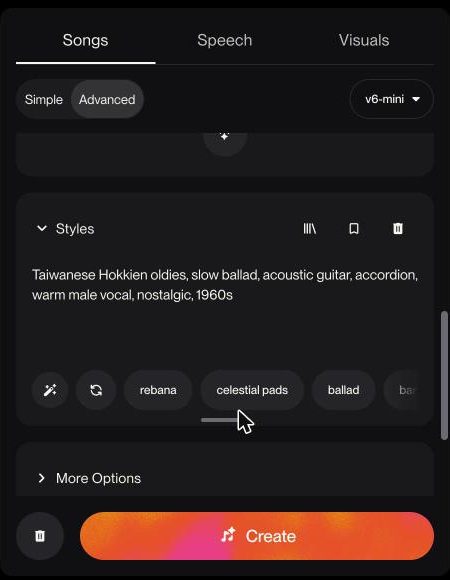 Songs Speech Visuals
Simple Advanced v6-mini
Styles
Taiwanese Hokkien oldies, slow ballad, acoustic guitar, accordion,
warm male vocal, nostalgic, 1960s
rebana celestial pads ballad
More Options
Create